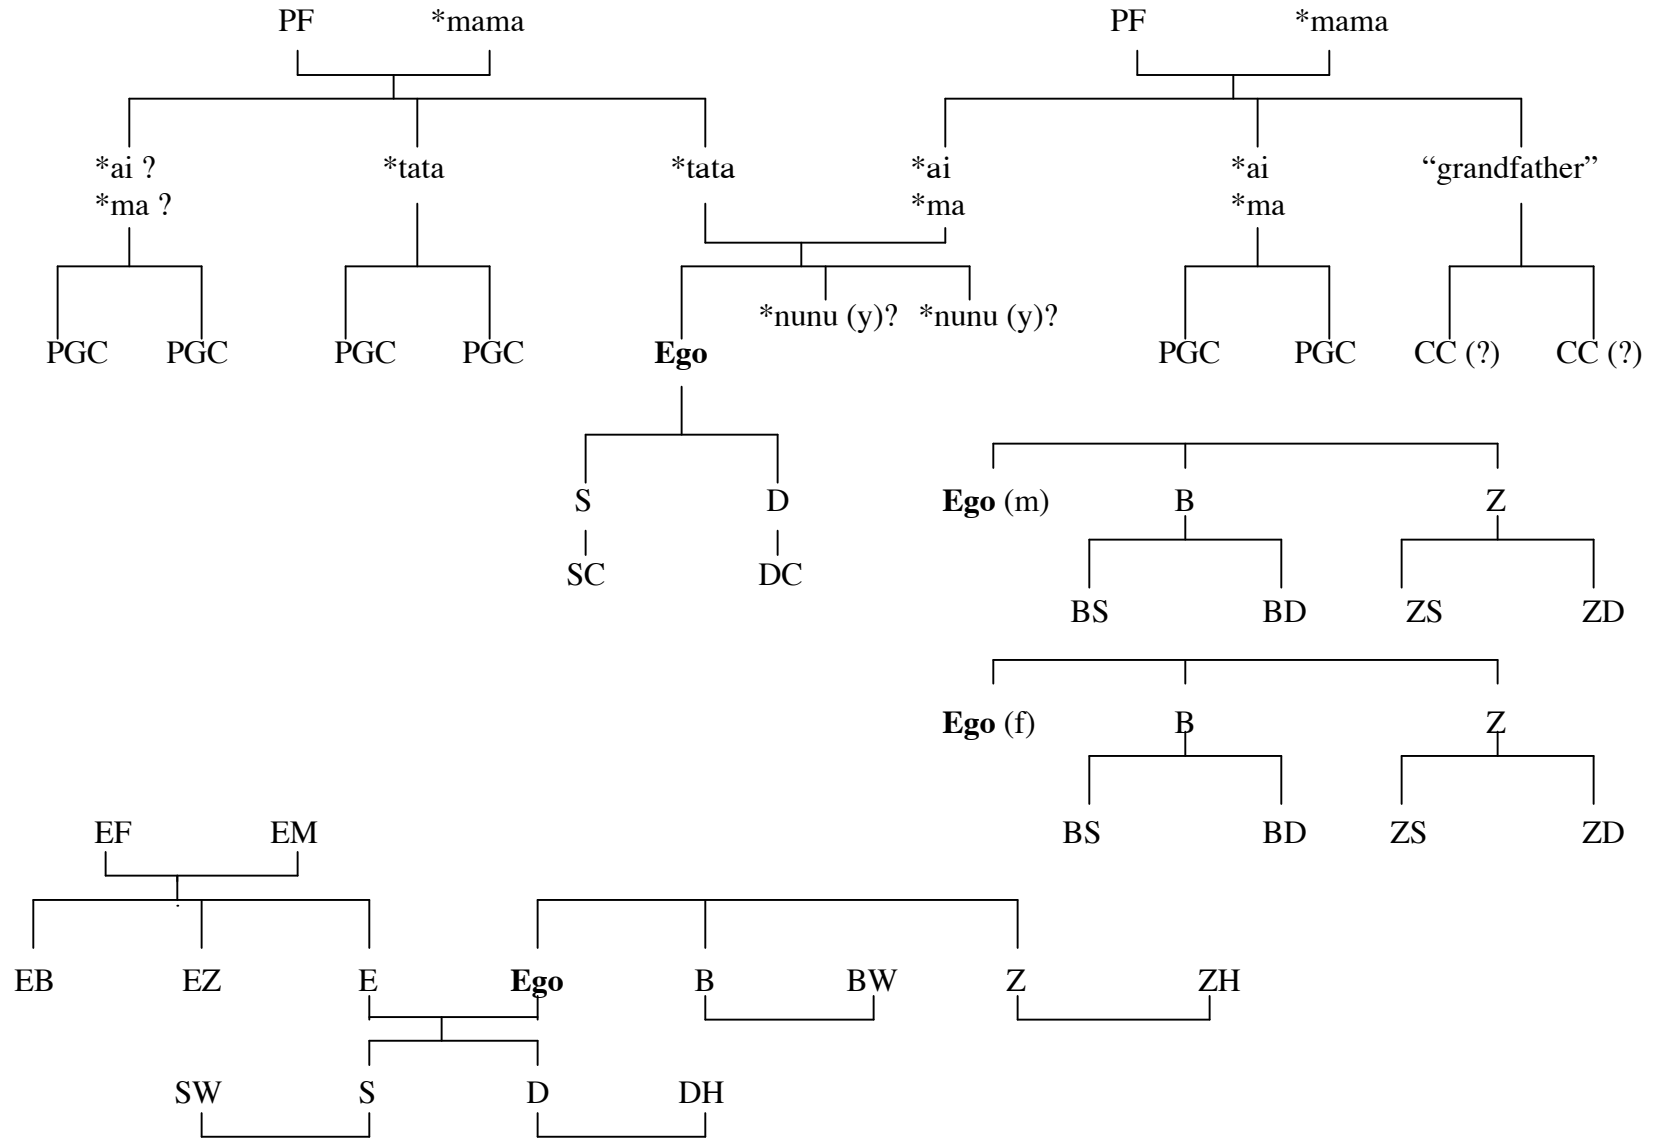 PF *mama PF *mama
*ai ? *tata *tata *ai *ai “grandfather”
*ma ? *ma *ma
*nunu (y)? *nunu (y)?
PGC PGC PGC PGC Ego PGC PGC CC (?) CC (?)
S D Ego (m) B Z
SC DC
BS BD ZS ZD
Ego (f) B Z
EF EM BS BD ZS ZD
EB EZ E Ego B BW Z ZH
SW S D DH